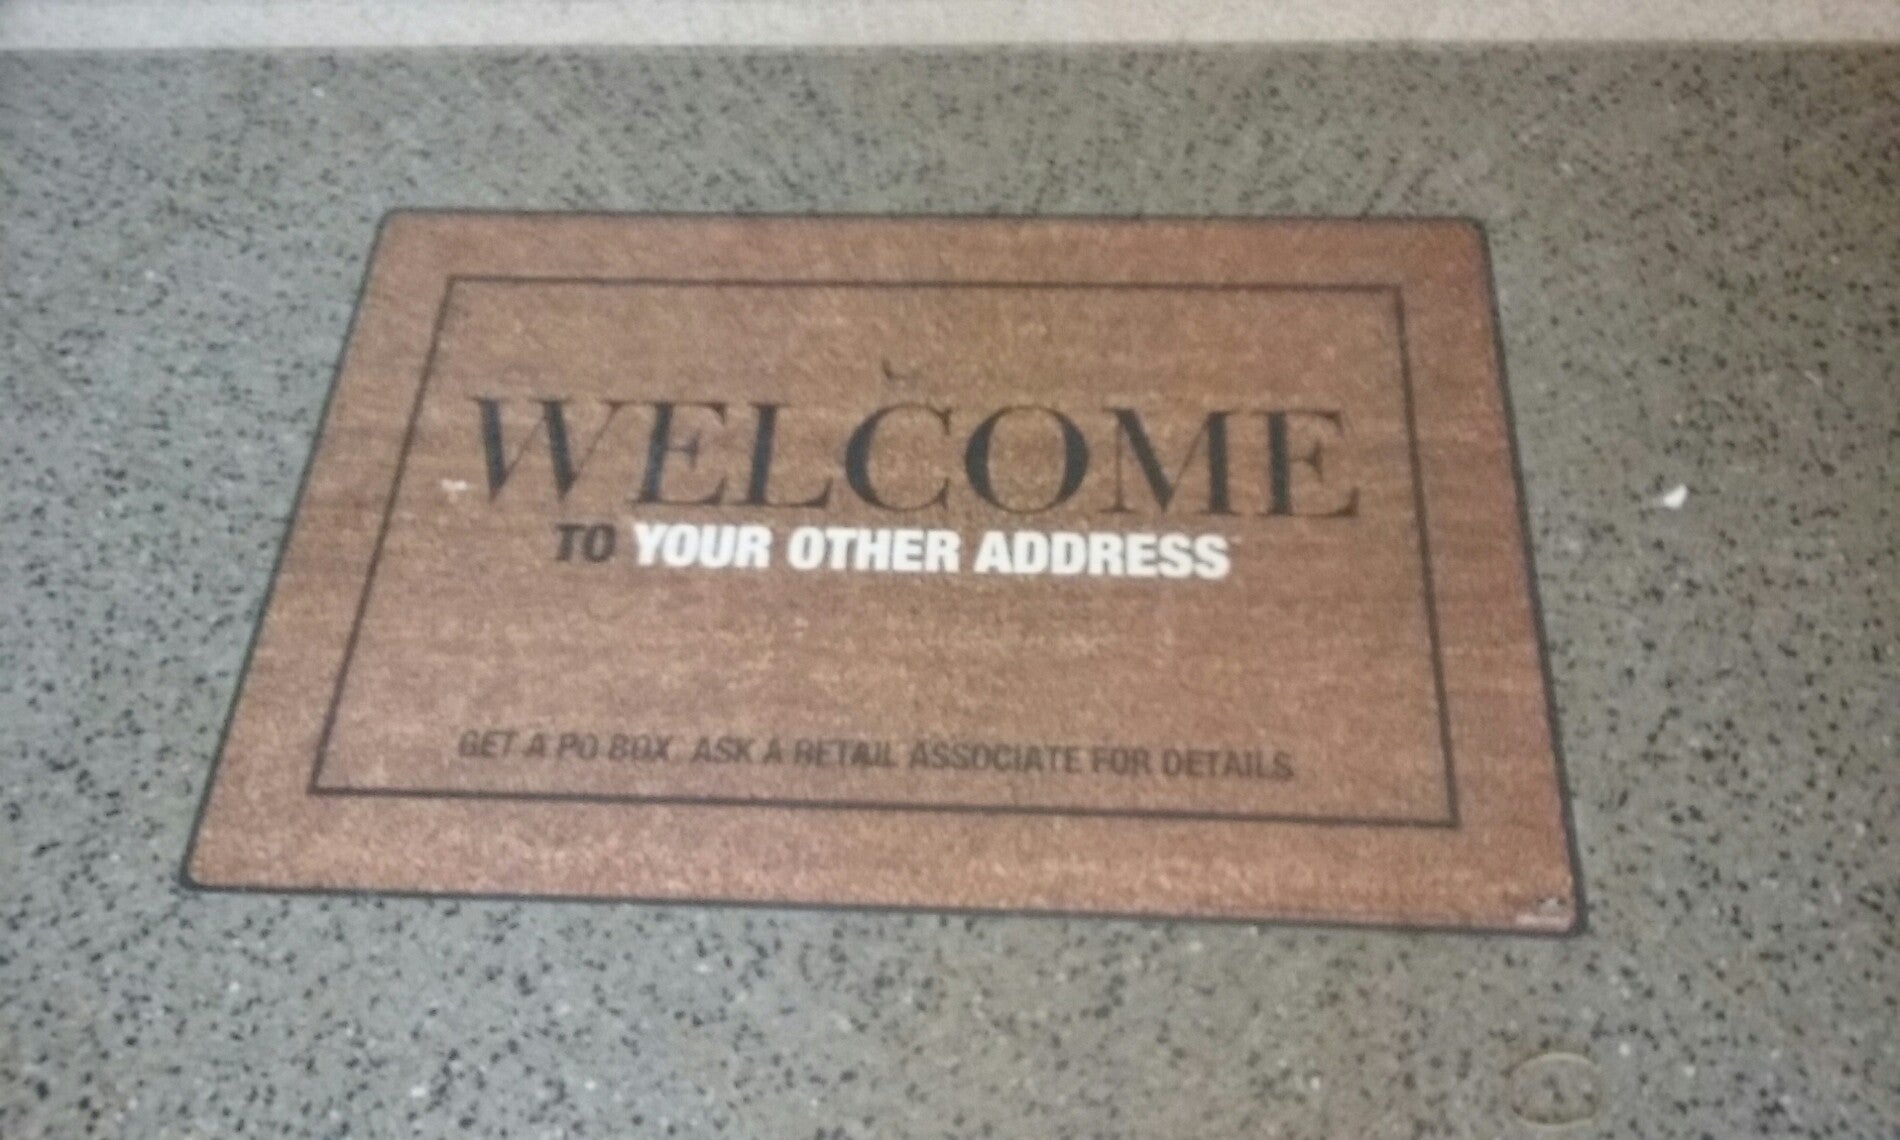 WELCOME
TO YOUR OTHER ADDRESS
GET A PO BOX. ASK A RETAIL ASSOCIATE FOR DETAILS.